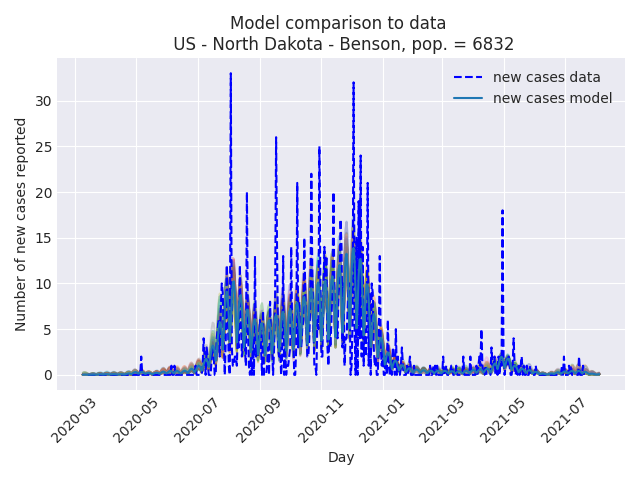 Model comparison to data
US - North Dakota - Benson, pop. = 6832
new cases data
new cases model
Number of new cases reported
30
25
20
15
10
5
0
2020-03
2020-05
2020-07
2020-09
2020-11
2021-01
2021-03
2021-05
2021-07
Day